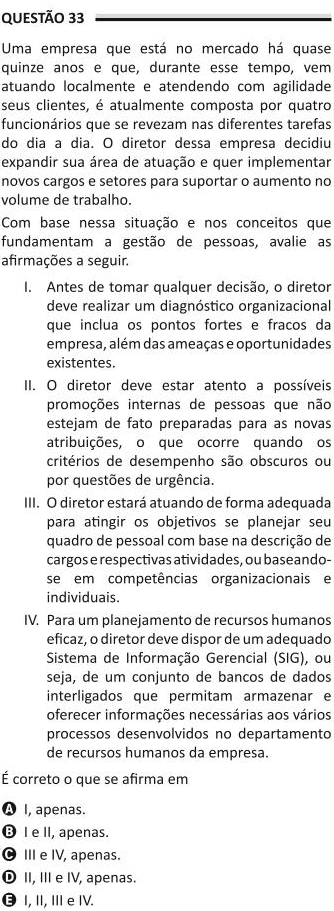 QUESTÃO 33
Uma empresa que está no mercado há quase
quinze anos e que, durante esse tempo, vem
atuando localmente e atendendo com agilidade
seus clientes, é atualmente composta por quatro
funcionários que se revezam nas diferentes tarefas
do dia a dia. O diretor dessa empresa decidiu
expandir sua área de atuação e quer implementar
novos cargos e setores para suportar o aumento no
volume de trabalho.
Com base nessa situação e nos conceitos que
fundamentam a gestão de pessoas, avalie as
afirmações a seguir.
I. Antes de tomar qualquer decisão, o diretor
deve realizar um diagnóstico organizacional
que inclua os pontos fortes e fracos da
empresa, além das ameaças e oportunidades
existentes.
II. O diretor deve estar atento a possíveis
promoções internas de pessoas que não
estejam de fato preparadas para as novas
atribuições, o que ocorre quando os
critérios de desempenho são obscuros ou
por questões de urgência.
III. O diretor estará atuando de forma adequada
para atingir os objetivos se planejar seu
quadro de pessoal com base na descrição de
cargos e respectivas atividades, ou baseando-
se em competências organizacionais e
individuais.
IV. Para um planejamento de recursos humanos
eficaz, o diretor deve dispor de um adequado
Sistema de Informação Gerencial (SIG), ou
seja, de um conjunto de bancos de dados
interligados que permitam armazenar e
oferecer informações necessárias aos vários
processos desenvolvidos no departamento
de recursos humanos da empresa.
É correto o que se afirma em
A I, apenas.
B I e II, apenas.
C III e IV, apenas.
D II, III e IV, apenas.
E I, II, III e IV.